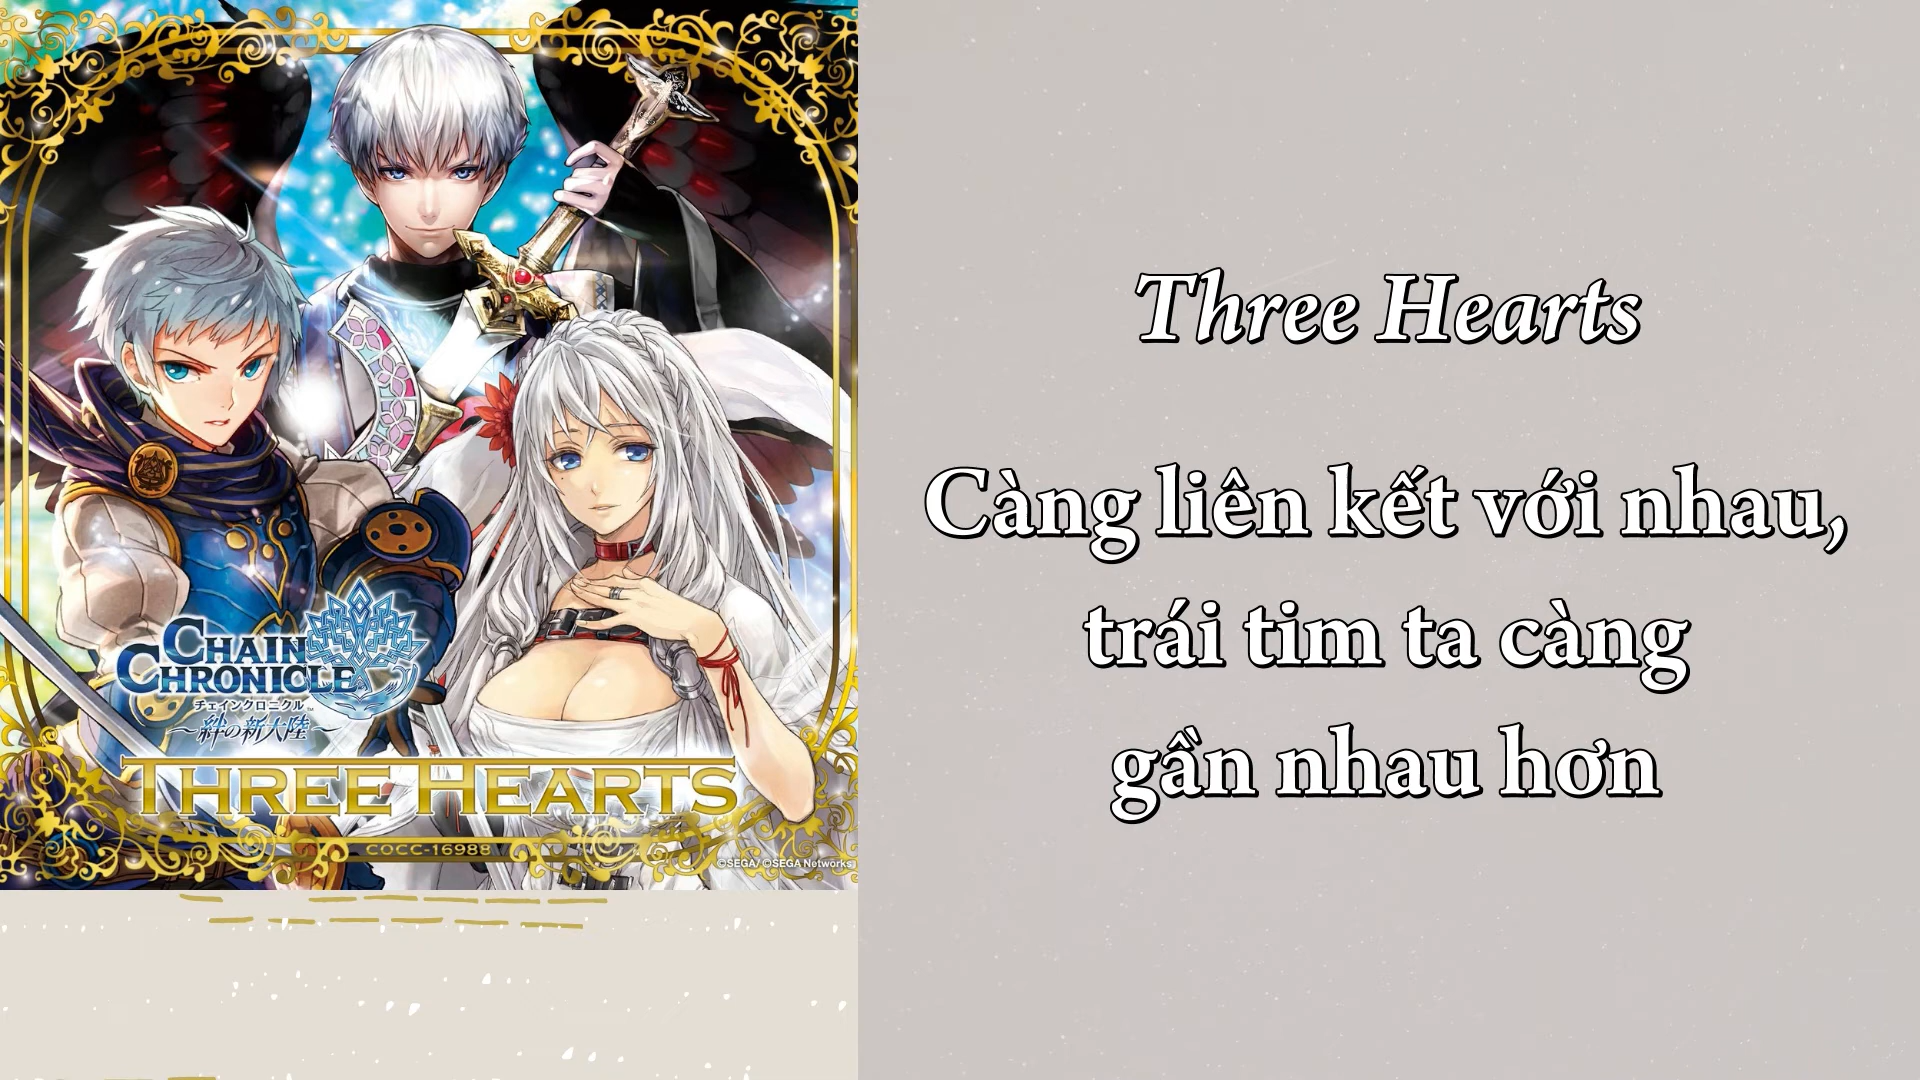 CHAIN
CHRONICLE
チェインクロニクル
～絆の新大陸～
THREE HEARTS
COCC-16988
©SEGA/ ©SEGA Networks
Three Hearts
Càng liên kết với nhau,
trái tim ta càng
gần nhau hơn